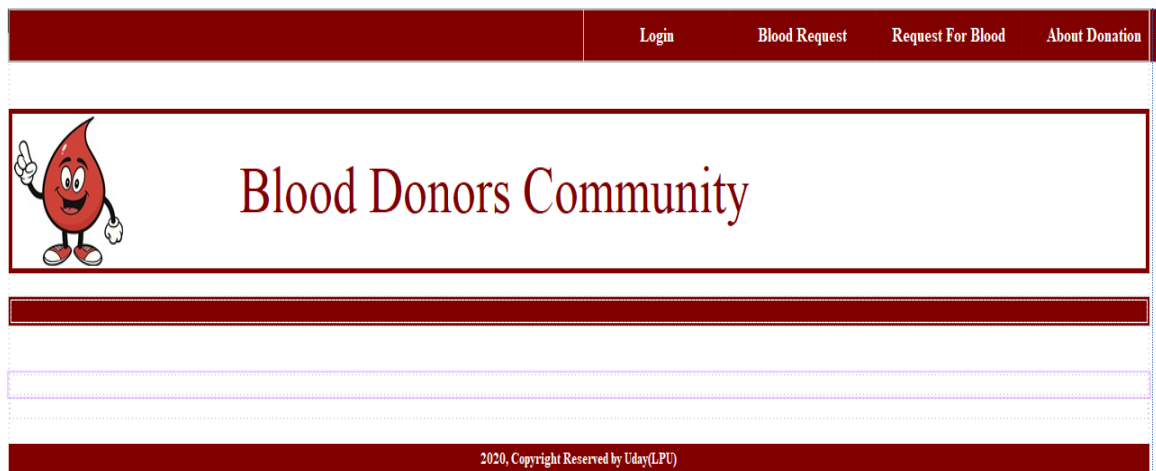 Login Blood Request Request For Blood About Donation
Blood Donors Community
2020, Copyright Reserved by Uday(LPU)